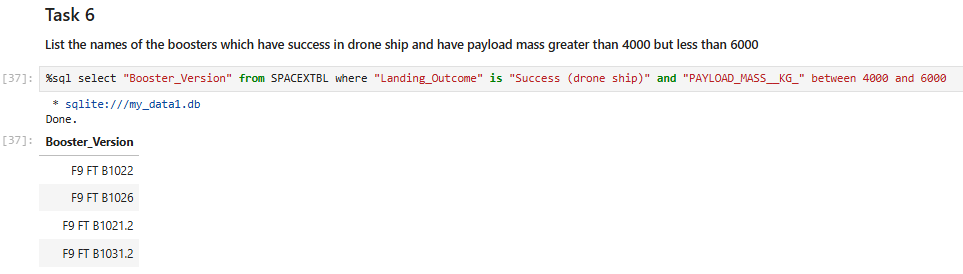 Task 6
List the names of the boosters which have success in drone ship and have payload mass greater than 4000 but less than 6000
[37]: %sql select "Booster_Version" from SPACEXTBL where "Landing_Outcome" is "Success (drone ship)" and "PAYLOAD_MASS__KG_" between 4000 and 6000
* sqlite:///my_data1.db
Done.
[37]: Booster_Version
F9 FT B1022
F9 FT B1026
F9 FT B1021.2
F9 FT B1031.2